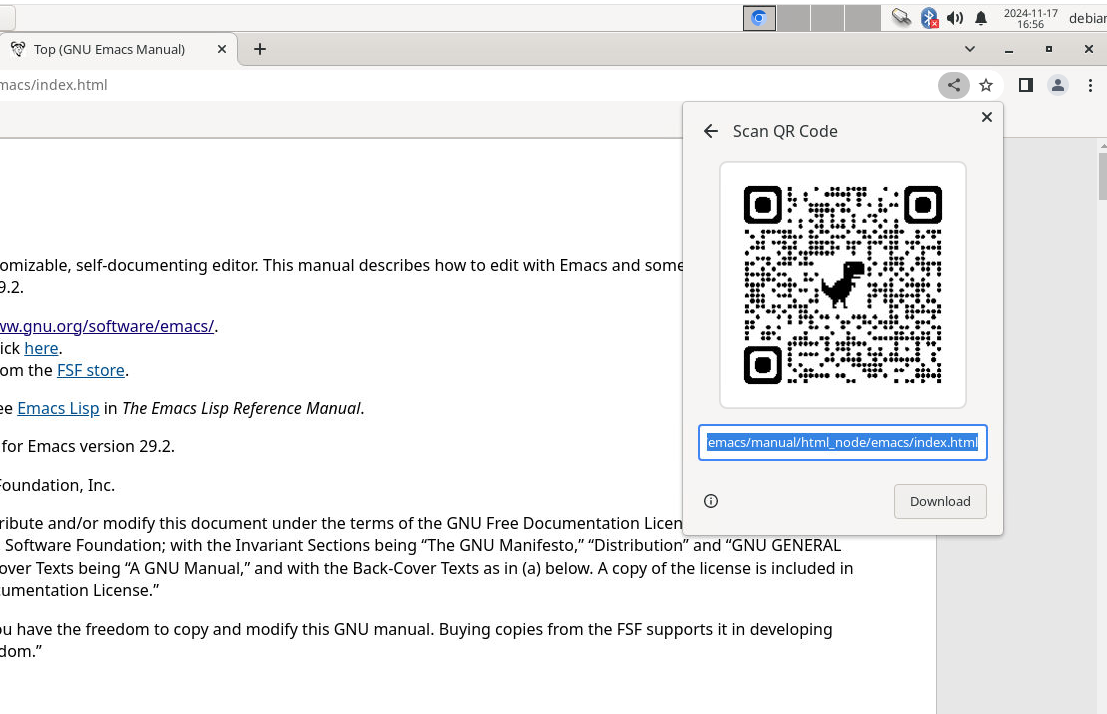 2024-11-17
16:56
debian
Top (GNU Emacs Manual)
macs/index.html
Scan QR Code
emacs/manual/html_node/emacs/index.html
Download
omizable, self-documenting editor. This manual describes how to edit with Emacs and some
9.2.
ww.gnu.org/software/emacs/.
ick here.
om the FSF store.
ee Emacs Lisp in The Emacs Lisp Reference Manual.
for Emacs version 29.2.
Foundation, Inc.
ribute and/or modify this document under the terms of the GNU Free Documentation Licen
Software Foundation; with the Invariant Sections being “The GNU Manifesto,” “Distribution” and “GNU GENERAL
over Texts being “A GNU Manual,” and with the Back-Cover Texts as in (a) below. A copy of the license is included in
cumentation License.”
ou have the freedom to copy and modify this GNU manual. Buying copies from the FSF supports it in developing
dom.”